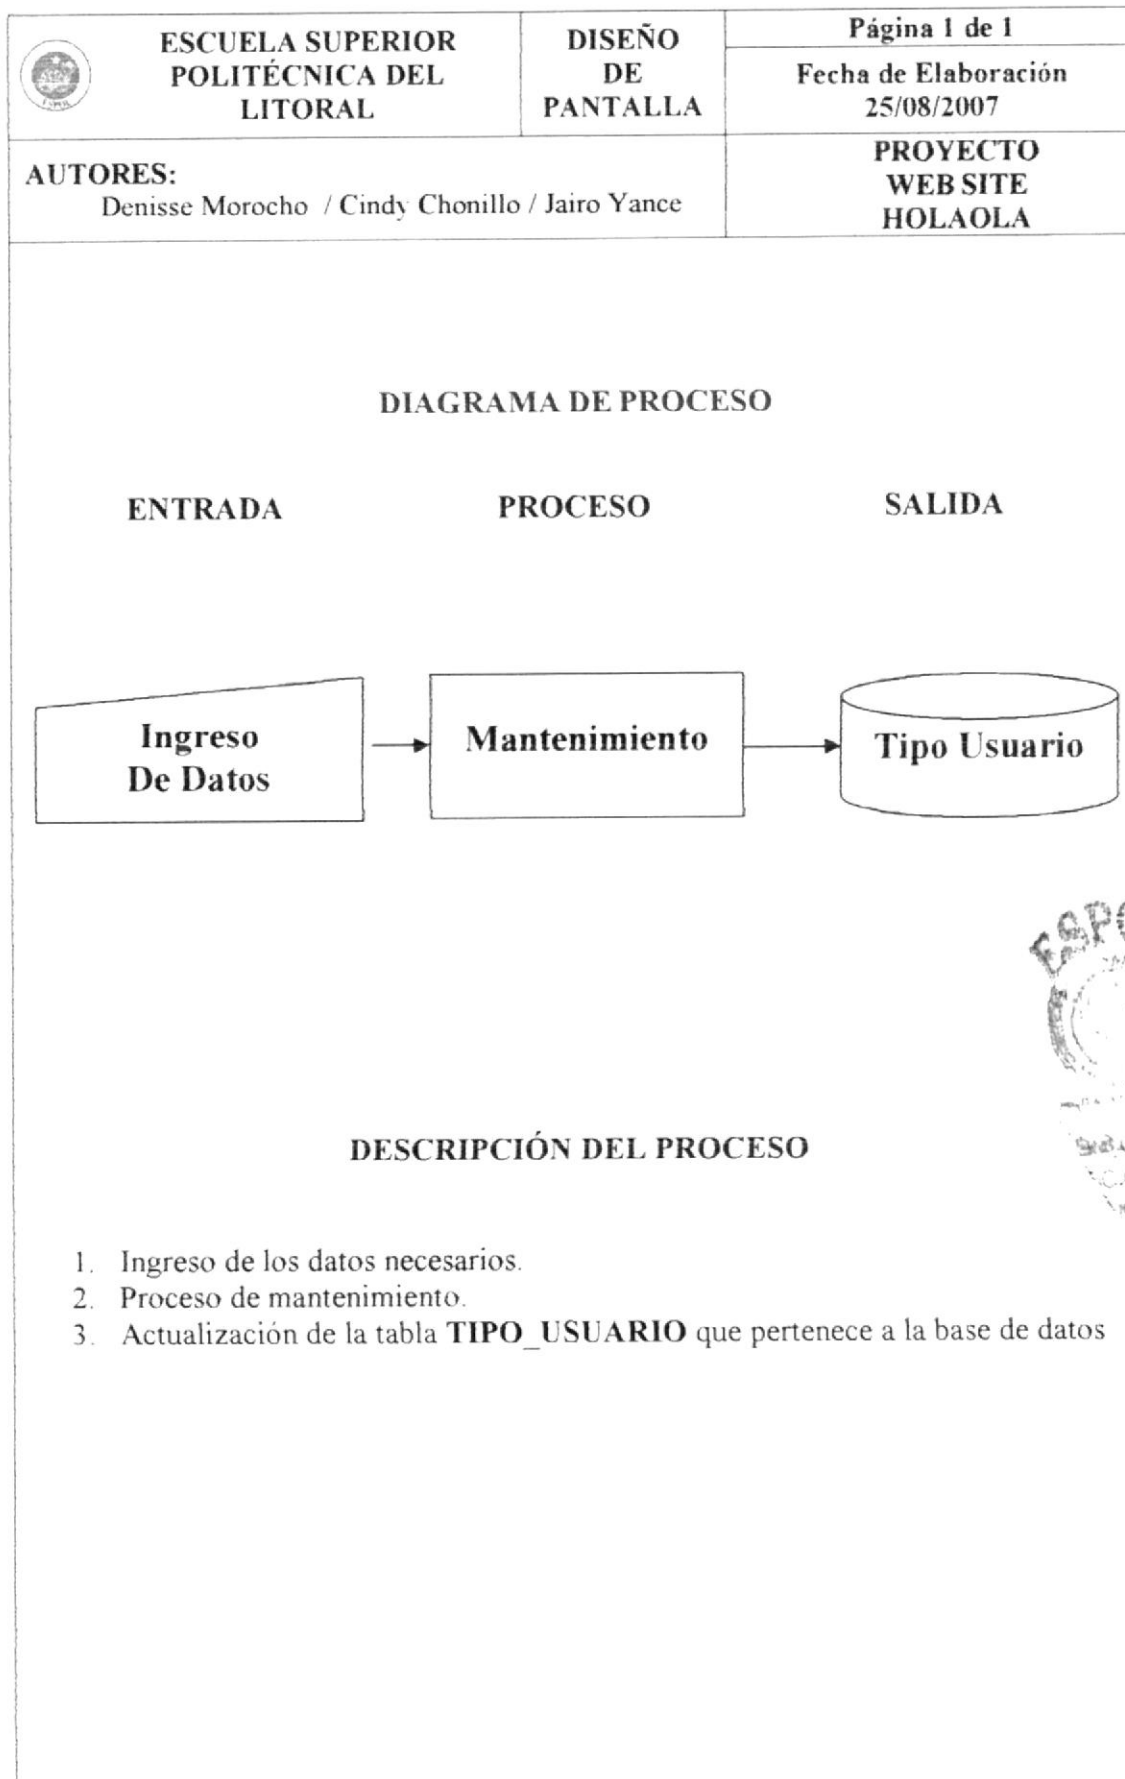 ESCUELA SUPERIOR
POLITÉCNICA DEL
LITORAL
DISEÑO
DE
PANTALLA
Página 1 de 1
Fecha de Elaboración
25/08/2007
AUTORES:
Denisse Morocho / Cindy Chonillo / Jairo Yance
PROYECTO
WEB SITE
HOLAOLA
DIAGRAMA DE PROCESO
ENTRADA PROCESO SALIDA
Ingreso
De Datos
Mantenimiento
Tipo Usuario
DESCRIPCIÓN DEL PROCESO
1. Ingreso de los datos necesarios.
2. Proceso de mantenimiento.
3. Actualización de la tabla TIPO_USUARIO que pertenece a la base de datos